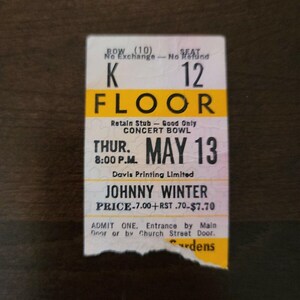 ROW (10) SEAT
No Exchange — No Refund
K 12
FLOOR
Retain Stub — Good Only
CONCERT BOWL
THUR. MAY 13
8:00 P.M.
Davis Printing Limited
JOHNNY WINTER
PRICE-7.00+RST .70-$7.70
ADMIT ONE. Entrance by Main
Door or by Church Street Door.
Gardens